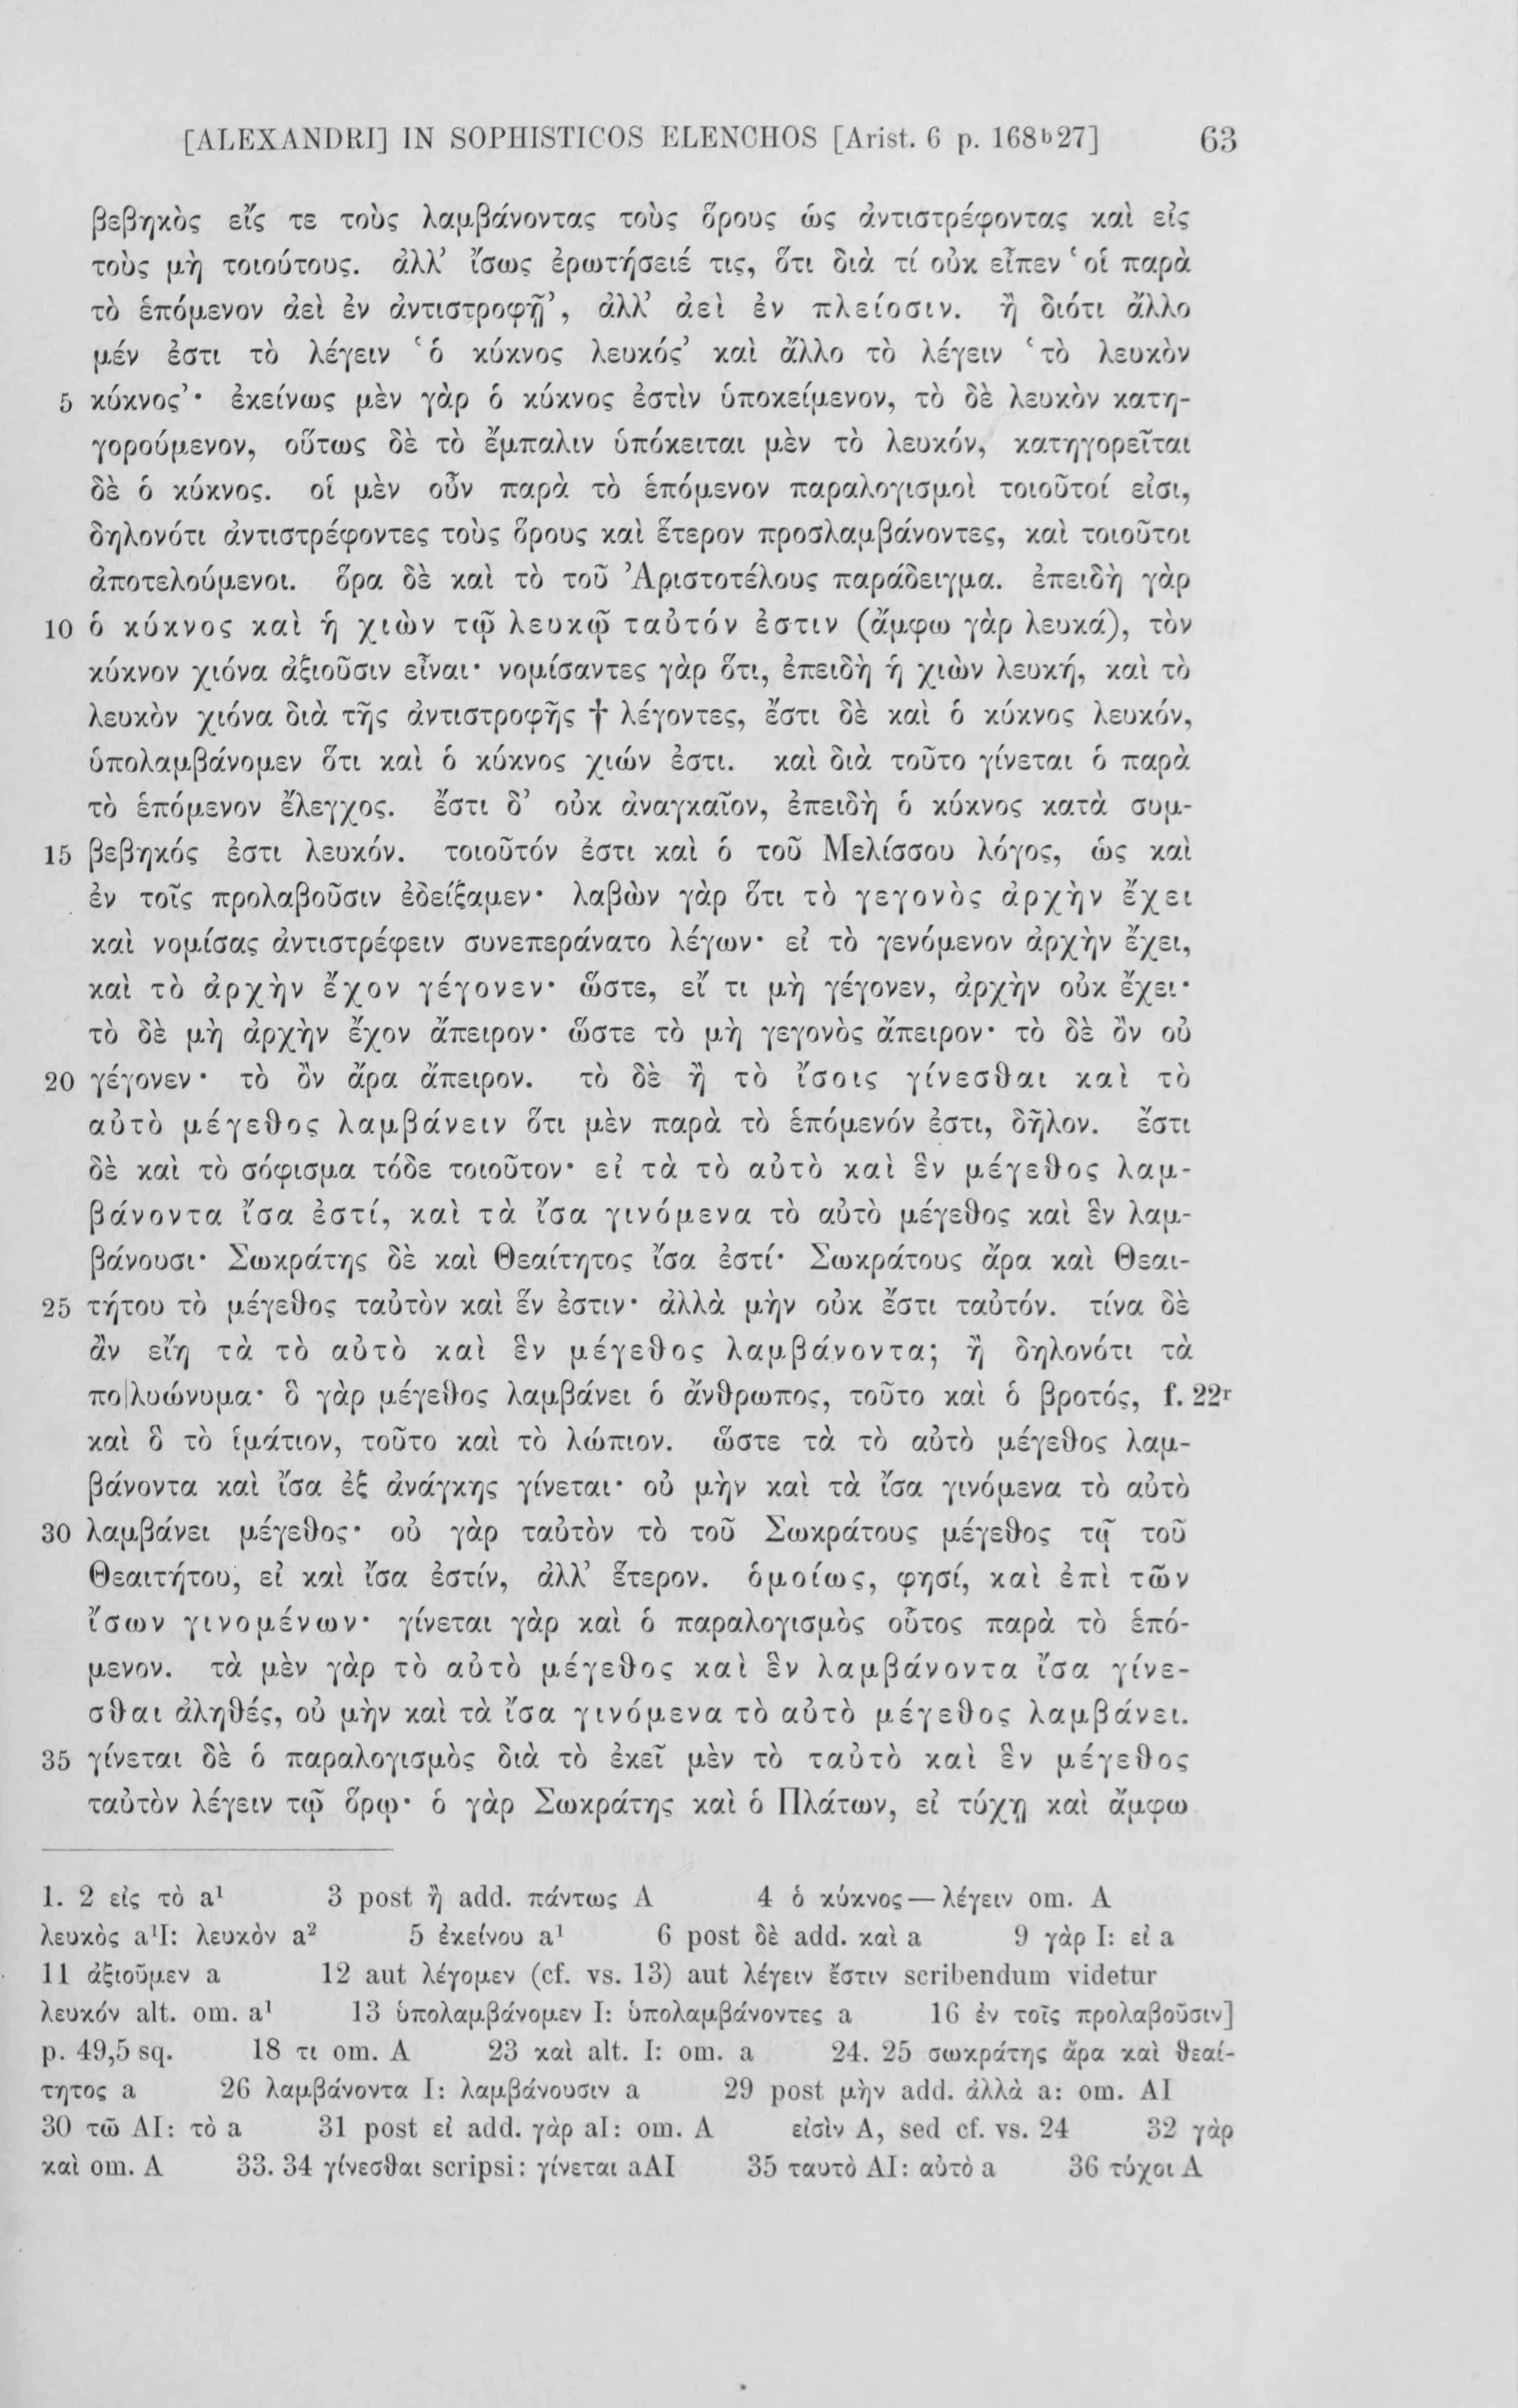 [ALEXANDRI] IN SOPHISTICOS ELENCHOS [Arist. 6 p. 168ᵇ27] 63
βεβηκὸς εἴς τε τοὺς λαμβάνοντας τοὺς ὅρους ὡς ἀντιστρέφοντας καὶ εἰς
τοὺς μὴ τοιούτους. ἀλλ’ ἴσως ἐρωτήσειέ τις, ὅτι διὰ τί οὐκ εἶπεν ‘οἱ παρὰ
τὸ ἑπόμενον ἀεὶ ἐν ἀντιστροφῇ’, ἀλλ’ ἀεὶ ἐν πλείοσιν. ἢ διότι ἄλλο
μέν ἐστι τὸ λέγειν ‘ὁ κύκνος λευκός’ καὶ ἄλλο τὸ λέγειν ‘τὸ λευκὸν
5 κύκνος’· ἐκείνως μὲν γὰρ ὁ κύκνος ἐστὶν ὑποκείμενον, τὸ δὲ λευκὸν κατη-
γορούμενον, οὕτως δὲ τὸ ἔμπαλιν ὑπόκειται μὲν τὸ λευκόν, κατηγορεῖται
δὲ ὁ κύκνος. οἱ μὲν οὖν παρὰ τὸ ἑπόμενον παραλογισμοὶ τοιοῦτοί εἰσι,
δηλονότι ἀντιστρέφοντες τοὺς ὅρους καὶ ἕτερον προσλαμβάνοντες, καὶ τοιοῦτοι
ἀποτελούμενοι. ὅρα δὲ καὶ τὸ τοῦ Ἀριστοτέλους παράδειγμα. ἐπειδὴ γὰρ
10 ὁ κύκνος καὶ ἡ χιὼν τῷ λευκῷ ταὐτόν ἐστιν (ἄμφω γὰρ λευκά), τὸν
κύκνον χιόνα ἀξιοῦσιν εἶναι· νομίσαντες γὰρ ὅτι, ἐπειδὴ ἡ χιὼν λευκή, καὶ τὸ
λευκὸν χιόνα διὰ τῆς ἀντιστροφῆς † λέγοντες, ἔστι δὲ καὶ ὁ κύκνος λευκόν,
ὑπολαμβάνομεν ὅτι καὶ ὁ κύκνος χιών ἐστι. καὶ διὰ τοῦτο γίνεται ὁ παρὰ
τὸ ἑπόμενον ἔλεγχος. ἔστι δ’ οὐκ ἀναγκαῖον, ἐπειδὴ ὁ κύκνος κατὰ συμ-
15 βεβηκός ἐστι λευκόν. τοιοῦτόν ἐστι καὶ ὁ τοῦ Μελίσσου λόγος, ὡς καὶ
ἐν τοῖς προλαβοῦσιν ἐδείξαμεν· λαβὼν γὰρ ὅτι τὸ γεγονὸς ἀρχὴν ἔχει
καὶ νομίσας ἀντιστρέφειν συνεπεράνατο λέγων· εἰ τὸ γενόμενον ἀρχὴν ἔχει,
καὶ τὸ ἀρχὴν ἔχον γέγονεν· ὥστε, εἴ τι μὴ γέγονεν, ἀρχὴν οὐκ ἔχει·
τὸ δὲ μὴ ἀρχὴν ἔχον ἄπειρον· ὥστε τὸ μὴ γεγονὸς ἄπειρον· τὸ δὲ ὂν οὐ
20 γέγονεν· τὸ ὂν ἄρα ἄπειρον. τὸ δὲ ἢ τὸ ἴσοις γίνεσθαι καὶ τὸ
αὐτὸ μέγεθος λαμβάνειν ὅτι μὲν παρὰ τὸ ἑπόμενόν ἐστι, δῆλον. ἔστι
δὲ καὶ τὸ σόφισμα τόδε τοιοῦτον· εἰ τὰ τὸ αὐτὸ καὶ ἓν μέγεθος λαμ-
βάνοντα ἴσα ἐστί, καὶ τὰ ἴσα γινόμενα τὸ αὐτὸ μέγεθος καὶ ἓν λαμ-
βάνουσι· Σωκράτης δὲ καὶ Θεαίτητος ἴσα ἐστί· Σωκράτους ἄρα καὶ Θεαι-
25 τήτου τὸ μέγεθος ταὐτὸν καὶ ἕν ἐστιν· ἀλλὰ μὴν οὐκ ἔστι ταὐτόν. τίνα δὲ
ἂν εἴη τὰ τὸ αὐτὸ καὶ ἓν μέγεθος λαμβάνοντα; ἢ δηλονότι τὰ
πο|λυώνυμα· ὃ γὰρ μέγεθος λαμβάνει ὁ ἄνθρωπος, τοῦτο καὶ ὁ βροτός, f. 22ʳ
καὶ ὃ τὸ ἱμάτιον, τοῦτο καὶ τὸ λώπιον. ὥστε τὰ τὸ αὐτὸ μέγεθος λαμ-
βάνοντα καὶ ἴσα ἐξ ἀνάγκης γίνεται· οὐ μὴν καὶ τὰ ἴσα γινόμενα τὸ αὐτὸ
30 λαμβάνει μέγεθος· οὐ γὰρ ταὐτὸν τὸ τοῦ Σωκράτους μέγεθος τῷ τοῦ
Θεαιτήτου, εἰ καὶ ἴσα ἐστίν, ἀλλ’ ἕτερον. ὁμοίως, φησί, καὶ ἐπὶ τῶν
ἴσων γινομένων· γίνεται γὰρ καὶ ὁ παραλογισμὸς οὗτος παρὰ τὸ ἑπό-
μενον. τὰ μὲν γὰρ τὸ αὐτὸ μέγεθος καὶ ἓν λαμβάνοντα ἴσα γίνε-
σθαι ἀληθές, οὐ μὴν καὶ τὰ ἴσα γινόμενα τὸ αὐτὸ μέγεθος λαμβάνει.
35 γίνεται δὲ ὁ παραλογισμὸς διὰ τὸ ἐκεῖ μὲν τὸ ταὐτὸ καὶ ἓν μέγεθος
ταὐτὸν λέγειν τῷ ὅρῳ· ὁ γὰρ Σωκράτης καὶ ὁ Πλάτων, εἰ τύχῃ καὶ ἄμφω
1. 2 εἰς τὸ a¹ 3 post ἢ add. πάντως A 4 ὁ κύκνος — λέγειν om. A
λευκὸς a¹I: λευκὸν a² 5 ἐκείνου a¹ 6 post δὲ add. καὶ a 9 γὰρ I: εἰ a
11 ἀξιοῦμεν a 12 aut λέγομεν (cf. vs. 13) aut λέγειν ἔστιν scribendum videtur
λευκόν alt. om. a¹ 13 ὑπολαμβάνομεν I: ὑπολαμβάνοντες a 16 ἐν τοῖς προλαβοῦσιν]
p. 49,5 sq. 18 τι om. A 23 καὶ alt. I: om. a 24. 25 σωκράτης ἄρα καὶ θεαί-
τητος a 26 λαμβάνοντα I: λαμβάνουσιν a 29 post μὴν add. ἀλλὰ a: om. AI
30 τῶ AI: τὸ a 31 post εἰ add. γὰρ aI: om. A εἰσὶν A, sed cf. vs. 24 32 γὰρ
καὶ om. A 33. 34 γίνεσθαι scripsi: γίνεται aAI 35 ταυτὸ AI: αὐτὸ a 36 τύχοι A